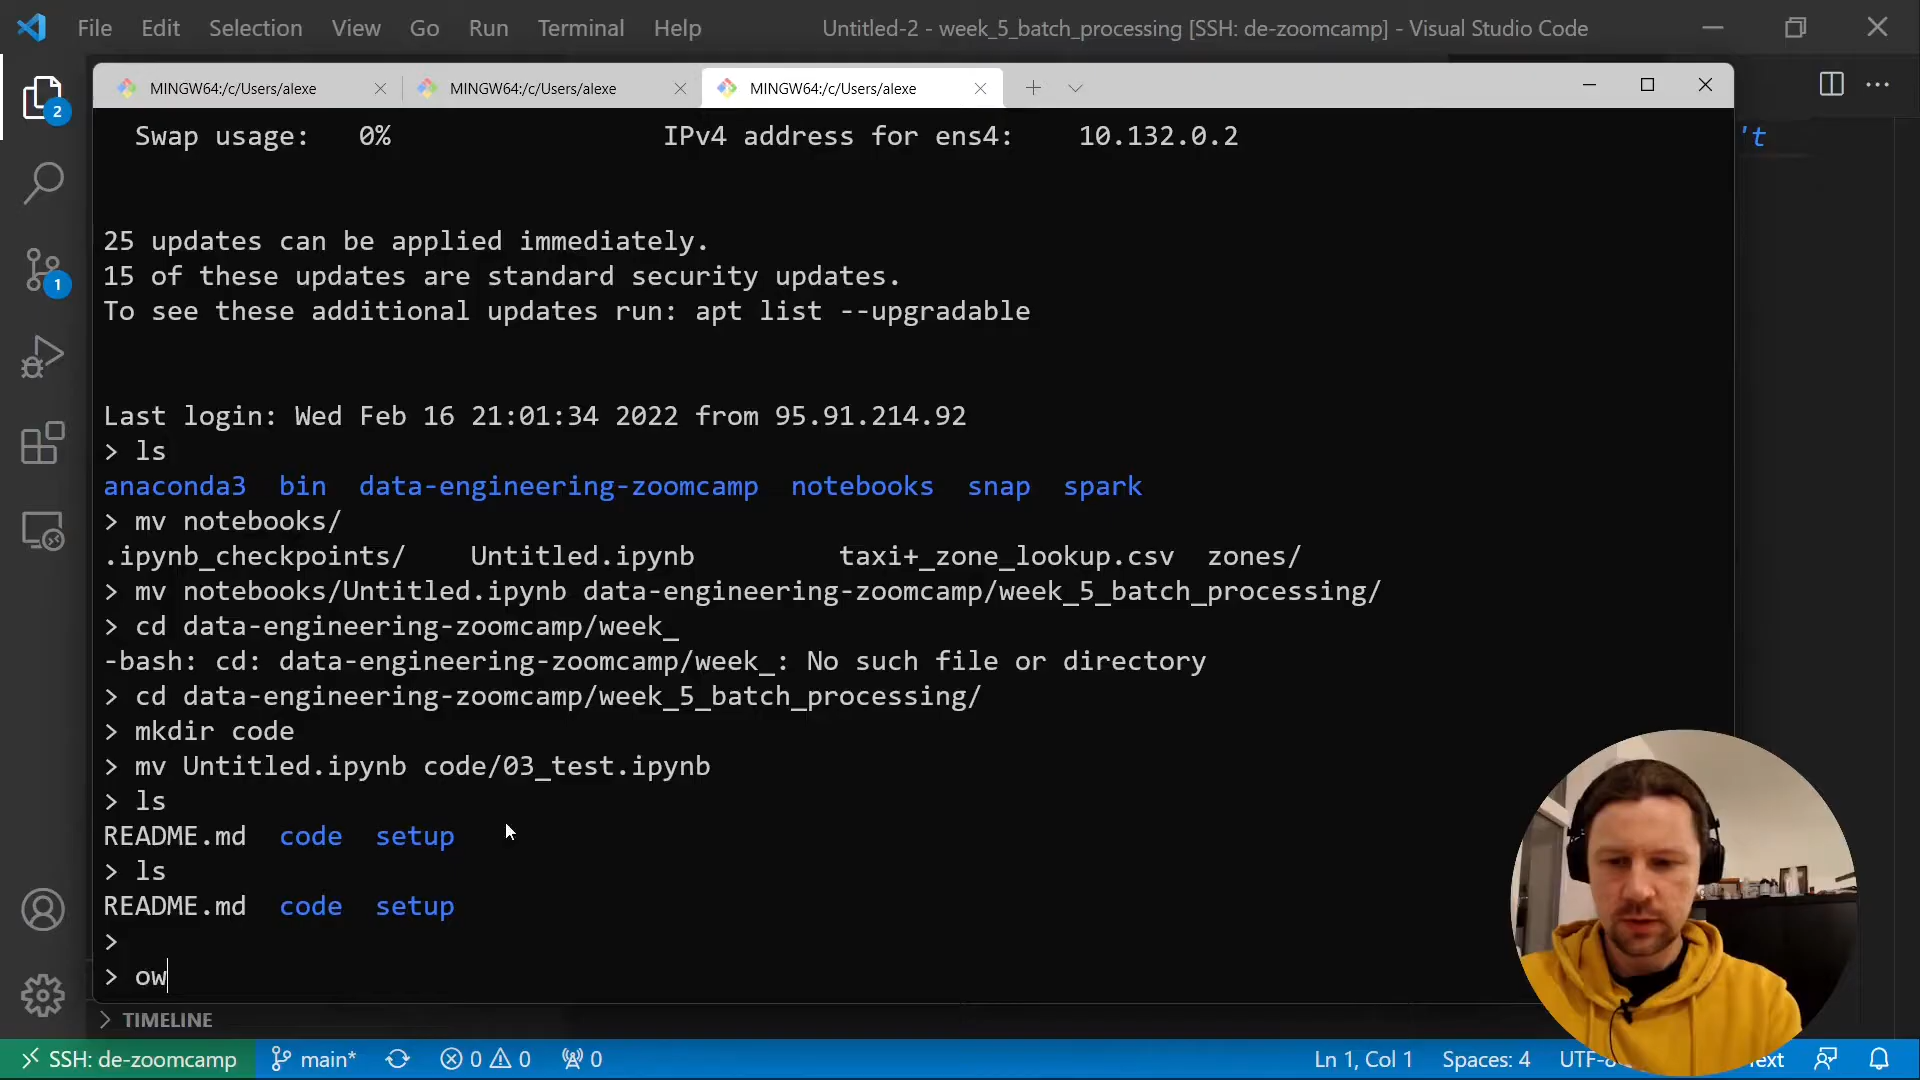 File Edit Selection View Go Run Terminal Help Untitled-2 - week_5_batch_processing [SSH: de-zoomcamp] - Visual Studio Code
MINGW64:/c/Users/alexe MINGW64:/c/Users/alexe MINGW64:/c/Users/alexe
2
Swap usage: 0% IPv4 address for ens4: 10.132.0.2
't
25 updates can be applied immediately.
15 of these updates are standard security updates.
1
To see these additional updates run: apt list --upgradable
Last login: Wed Feb 16 21:01:34 2022 from 95.91.214.92
> ls
anaconda3 bin data-engineering-zoomcamp notebooks snap spark
> mv notebooks/
.ipynb_checkpoints/ Untitled.ipynb taxi+_zone_lookup.csv zones/
> mv notebooks/Untitled.ipynb data-engineering-zoomcamp/week_5_batch_processing/
> cd data-engineering-zoomcamp/week_
-bash: cd: data-engineering-zoomcamp/week_: No such file or directory
> cd data-engineering-zoomcamp/week_5_batch_processing/
> mkdir code
> mv Untitled.ipynb code/03_test.ipynb
> ls
README.md code setup
> ls
README.md code setup
>
> ow
TIMELINE
SSH: de-zoomcamp main* 0 0 0 Ln 1, Col 1 Spaces: 4 UTF-8 ext